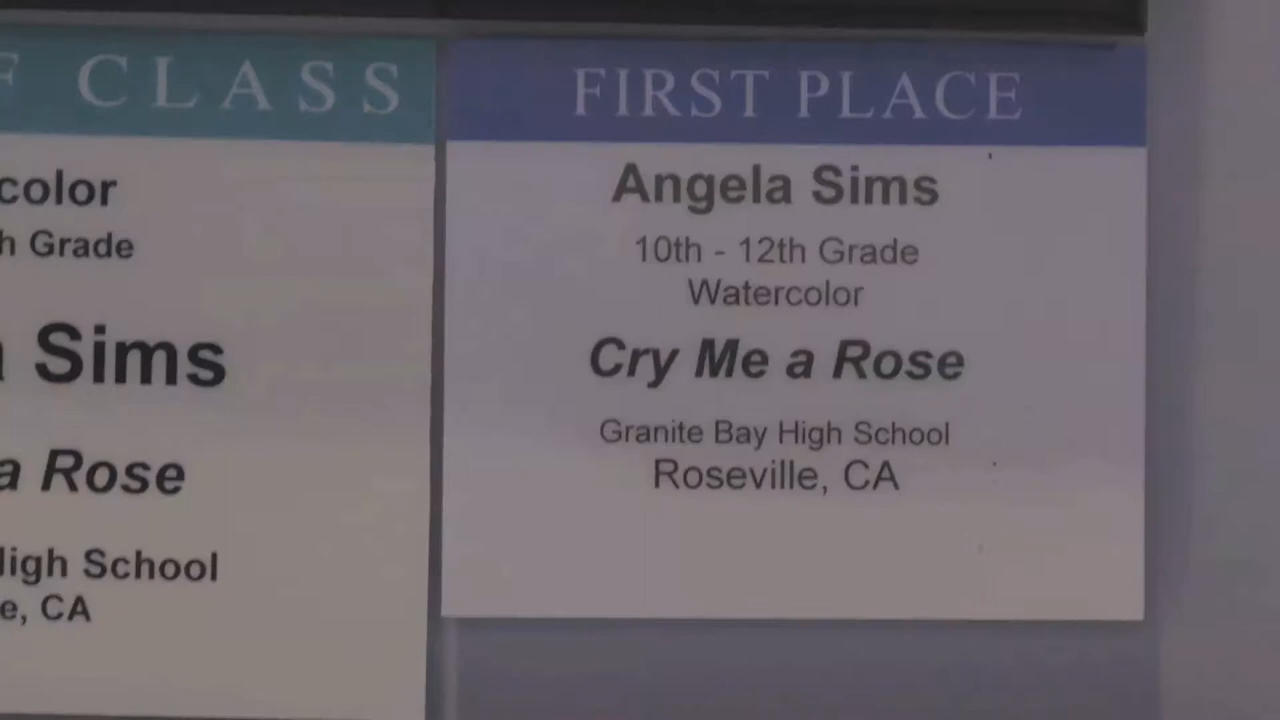 F CLASS
color
h Grade
Sims
a Rose
High School
e, CA
FIRST PLACE
Angela Sims
10th - 12th Grade
Watercolor
Cry Me a Rose
Granite Bay High School
Roseville, CA